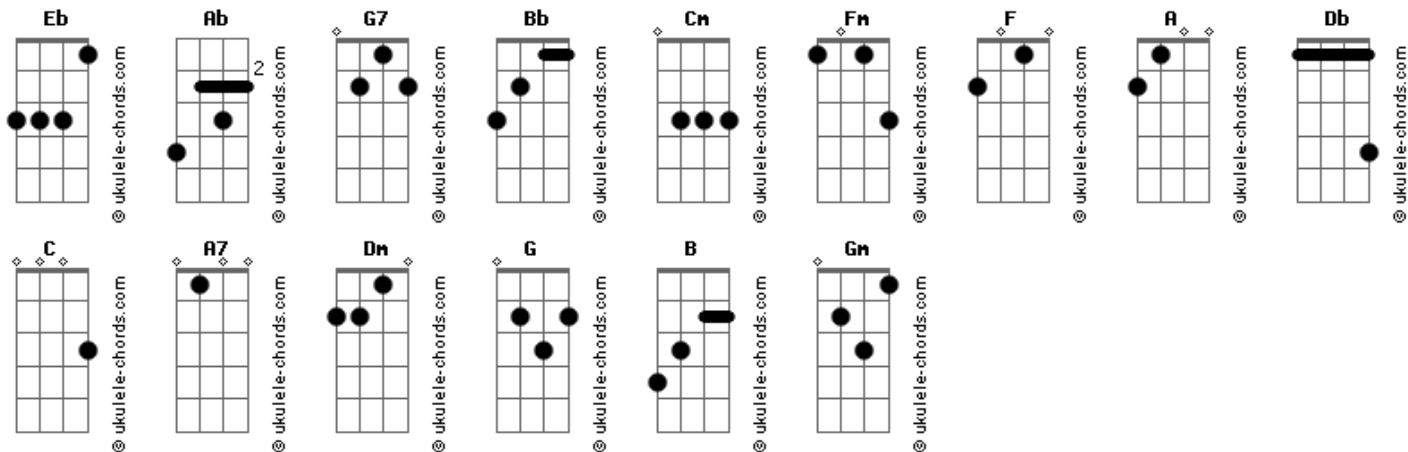 Eb Ab G7 Bb Cm Fm F A Db
2
© ukulele-chords.com © ukulele-chords.com © ukulele-chords.com © ukulele-chords.com © ukulele-chords.com © ukulele-chords.com © ukulele-chords.com © ukulele-chords.com © ukulele-chords.com
C A7 Dm G B Gm
© ukulele-chords.com © ukulele-chords.com © ukulele-chords.com © ukulele-chords.com © ukulele-chords.com © ukulele-chords.com